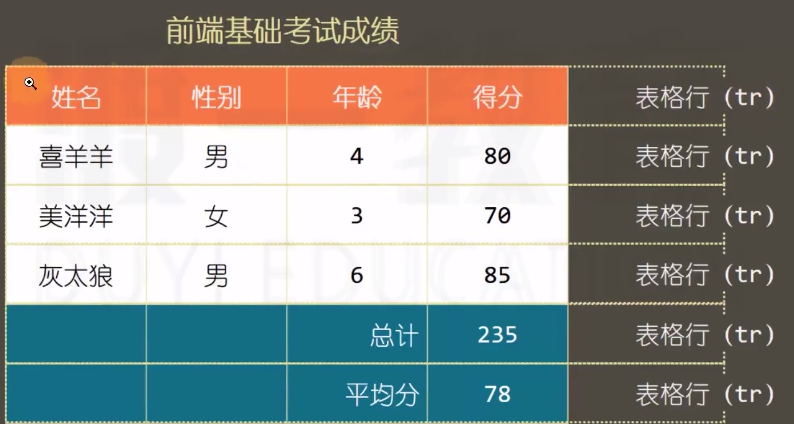 前端基础考试成绩
姓名 性别 年龄 得分 表格行 (tr)
喜羊羊 男 4 80 表格行 (tr)
美洋洋 女 3 70 表格行 (tr)
灰太狼 男 6 85 表格行 (tr)
总计 235 表格行 (tr)
平均分 78 表格行 (tr)
DUYI EDUCATION